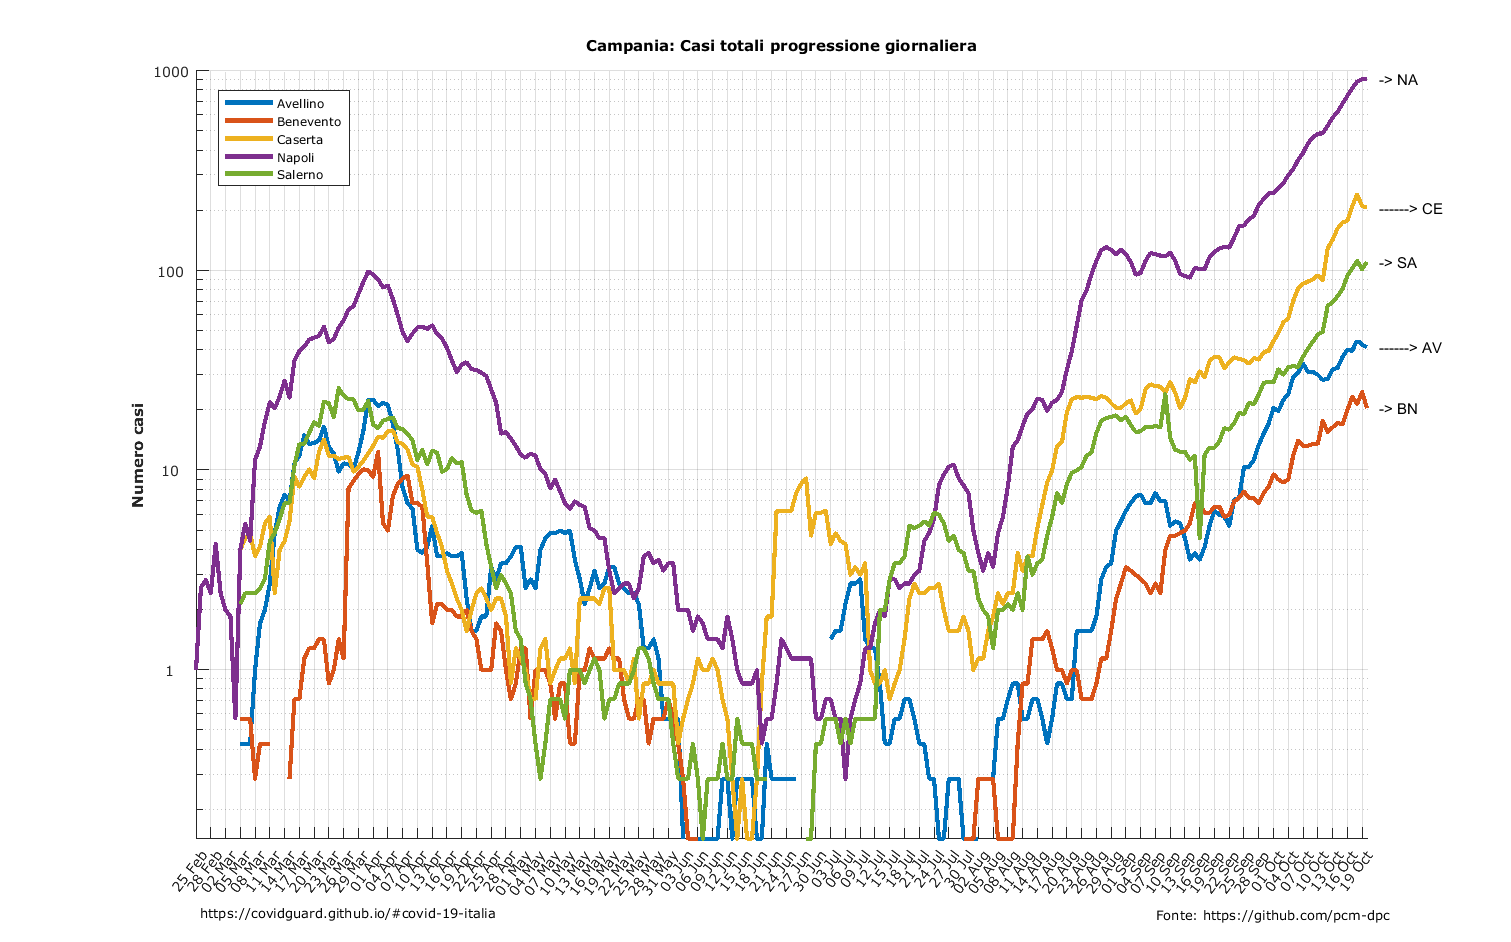 Campania: Casi totali progressione giornaliera
1000
100
10
1
Numero casi
Avellino
Benevento
Caserta
Napoli
Salerno
-> NA
------> CE
-> SA
------> AV
-> BN
25 Feb
28 Feb
02 Mar
05 Mar
08 Mar
11 Mar
14 Mar
17 Mar
20 Mar
23 Mar
26 Mar
29 Mar
01 Apr
04 Apr
07 Apr
10 Apr
13 Apr
16 Apr
19 Apr
22 Apr
25 Apr
28 Apr
01 May
04 May
07 May
10 May
13 May
16 May
19 May
22 May
25 May
28 May
31 May
03 Jun
06 Jun
09 Jun
12 Jun
15 Jun
18 Jun
21 Jun
24 Jun
27 Jun
30 Jun
03 Jul
06 Jul
09 Jul
12 Jul
15 Jul
18 Jul
21 Jul
24 Jul
27 Jul
30 Jul
02 Aug
05 Aug
08 Aug
11 Aug
14 Aug
17 Aug
20 Aug
23 Aug
26 Aug
29 Aug
01 Sep
04 Sep
07 Sep
10 Sep
13 Sep
16 Sep
19 Sep
22 Sep
25 Sep
28 Sep
01 Oct
04 Oct
07 Oct
10 Oct
13 Oct
16 Oct
19 Oct
https://covidguard.github.io/#covid-19-italia
Fonte: https://github.com/pcm-dpc